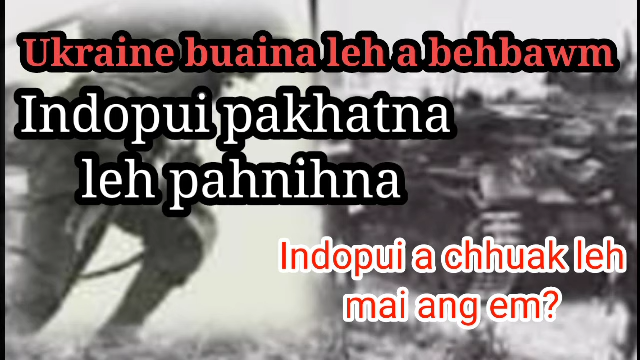 Ukraine buaina leh a behbawm
Indopui pakhatna
leh pahnihna
Indopui a chhuak leh
mai ang em?